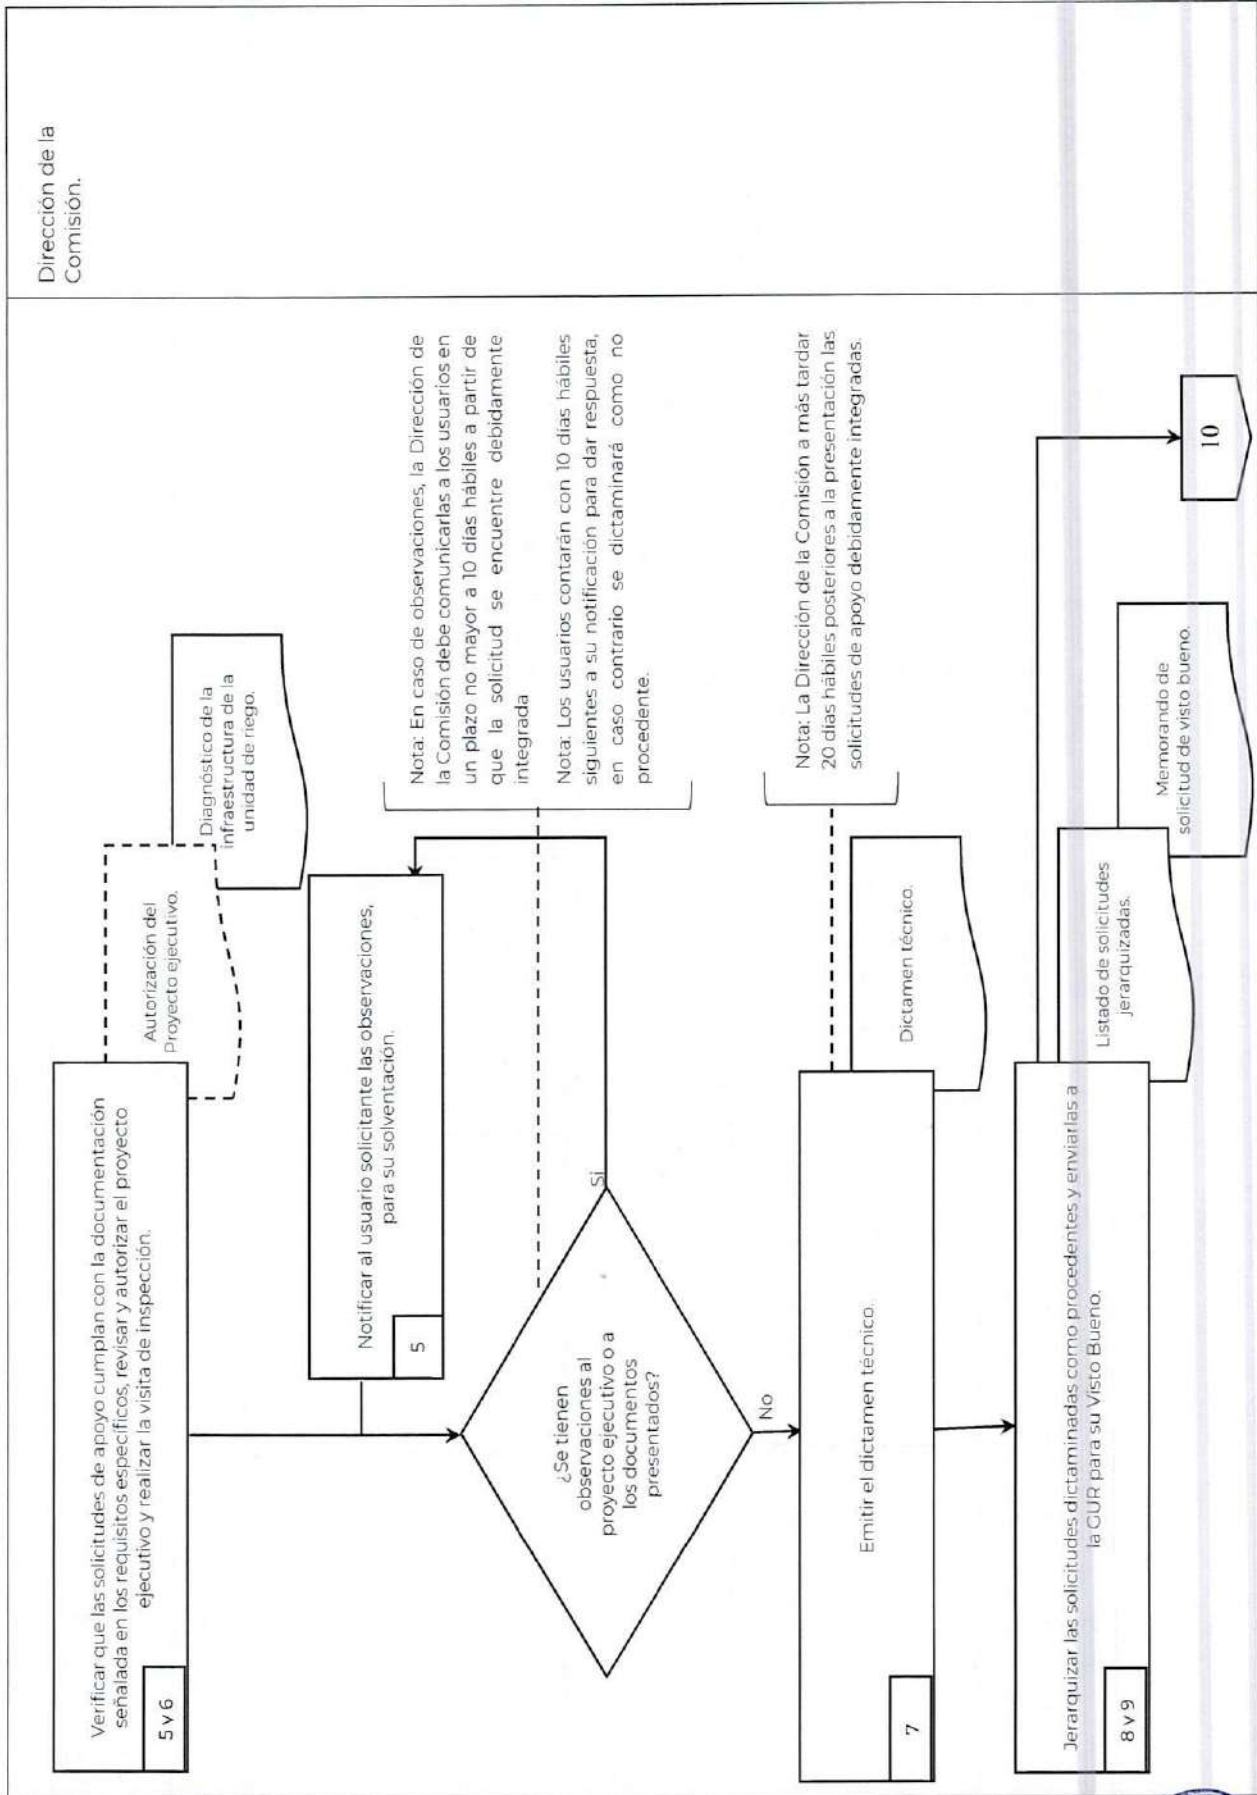 Dirección de la
Comisión.
Verificar que las solicitudes de apoyo cumplan con la documentación
señalada en los requisitos específicos, revisar y autorizar el proyecto
ejecutivo y realizar la visita de inspección.
5 y 6
Autorización del
Proyecto ejecutivo.
Diagnóstico de la
infraestructura de la
unidad de riego.
Notificar al usuario solicitante las observaciones,
para su solventación.
5
Nota: En caso de observaciones, la Dirección de
la Comisión debe comunicarlas a los usuarios en
un plazo no mayor a 10 días hábiles a partir de
que la solicitud se encuentre debidamente
integrada
Nota: Los usuarios contarán con 10 días hábiles
siguientes a su notificación para dar respuesta,
en caso contrario se dictaminará como no
procedente.
¿Se tienen
observaciones al
proyecto ejecutivo o a
los documentos
presentados?
Si
No
Emitir el dictamen técnico.
7
Dictamen técnico.
Nota: La Dirección de la Comisión a más tardar
20 días hábiles posteriores a la presentación las
solicitudes de apoyo debidamente integradas.
Jerarquizar las solicitudes dictaminadas como procedentes y enviarlas a
la GUR para su Visto Bueno.
8 y 9
Listado de solicitudes
jerarquizadas.
Memorando de
solicitud de visto bueno.
10